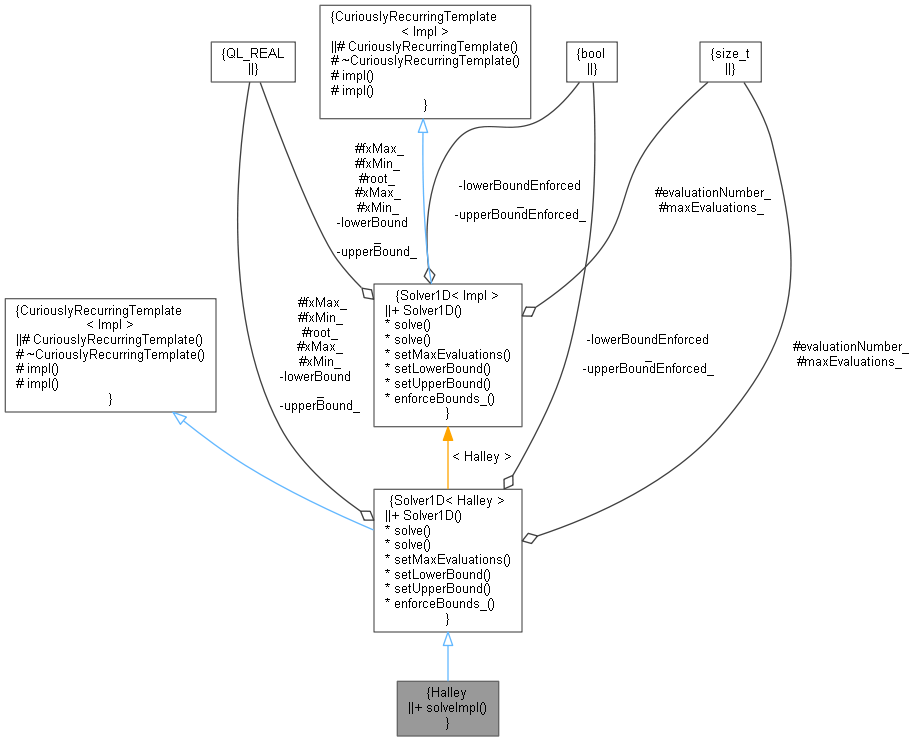 {CuriouslyRecurringTemplate
< Impl >
||# CuriouslyRecurringTemplate()
# ~CuriouslyRecurringTemplate()
# impl()
# impl()
}
{QL_REAL
||}
{bool
||}
{size_t
||}
#fxMax_
#fxMin_
#root_
#xMax_
#xMin_
-lowerBound
_
-upperBound_
-lowerBoundEnforced
_
-upperBoundEnforced_
#evaluationNumber_
#maxEvaluations_
{Solver1D< Impl >
||+ Solver1D()
* solve()
* solve()
* setMaxEvaluations()
* setLowerBound()
* setUpperBound()
* enforceBounds_()
}
{CuriouslyRecurringTemplate
< Impl >
||# CuriouslyRecurringTemplate()
# ~CuriouslyRecurringTemplate()
# impl()
# impl()
}
#fxMax_
#fxMin_
#root_
#xMax_
#xMin_
-lowerBound
_
-upperBound_
-lowerBoundEnforced
_
-upperBoundEnforced_
#evaluationNumber_
#maxEvaluations_
< Halley >
{Solver1D< Halley >
||+ Solver1D()
* solve()
* solve()
* setMaxEvaluations()
* setLowerBound()
* setUpperBound()
* enforceBounds_()
}
{Halley
||+ solveImpl()
}